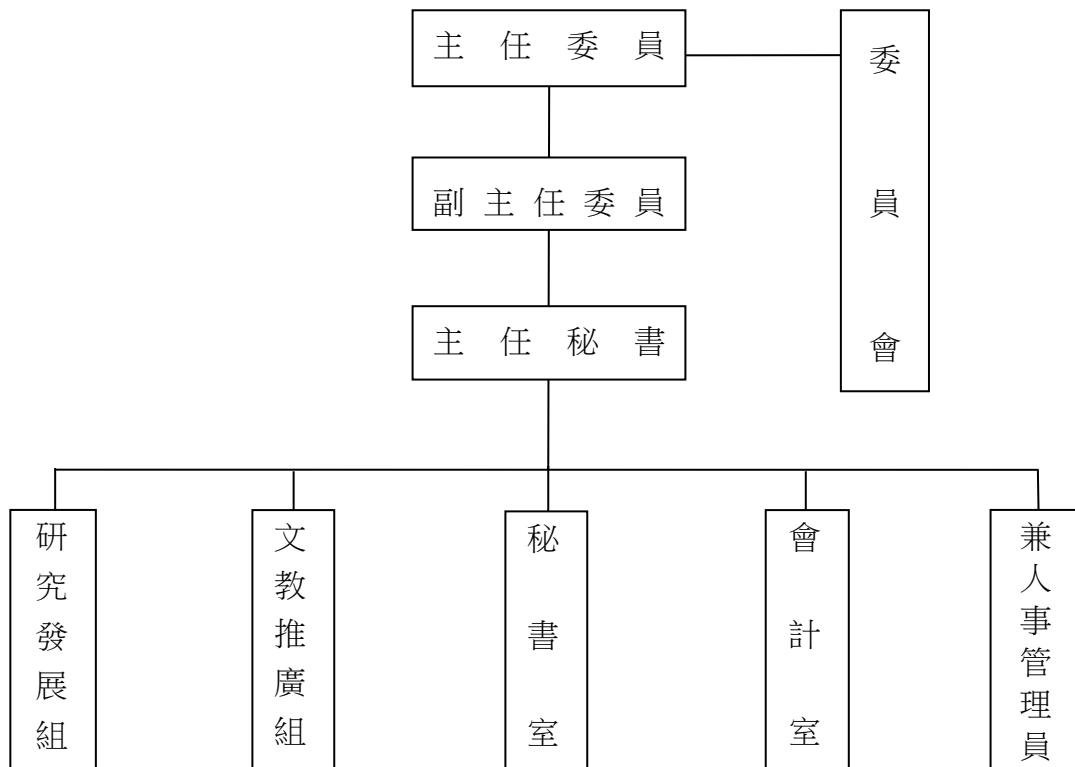 主任委員
委員會
副主任委員
主任秘書
研究發展組
文教推廣組
秘書室
會計室
兼人事管理員